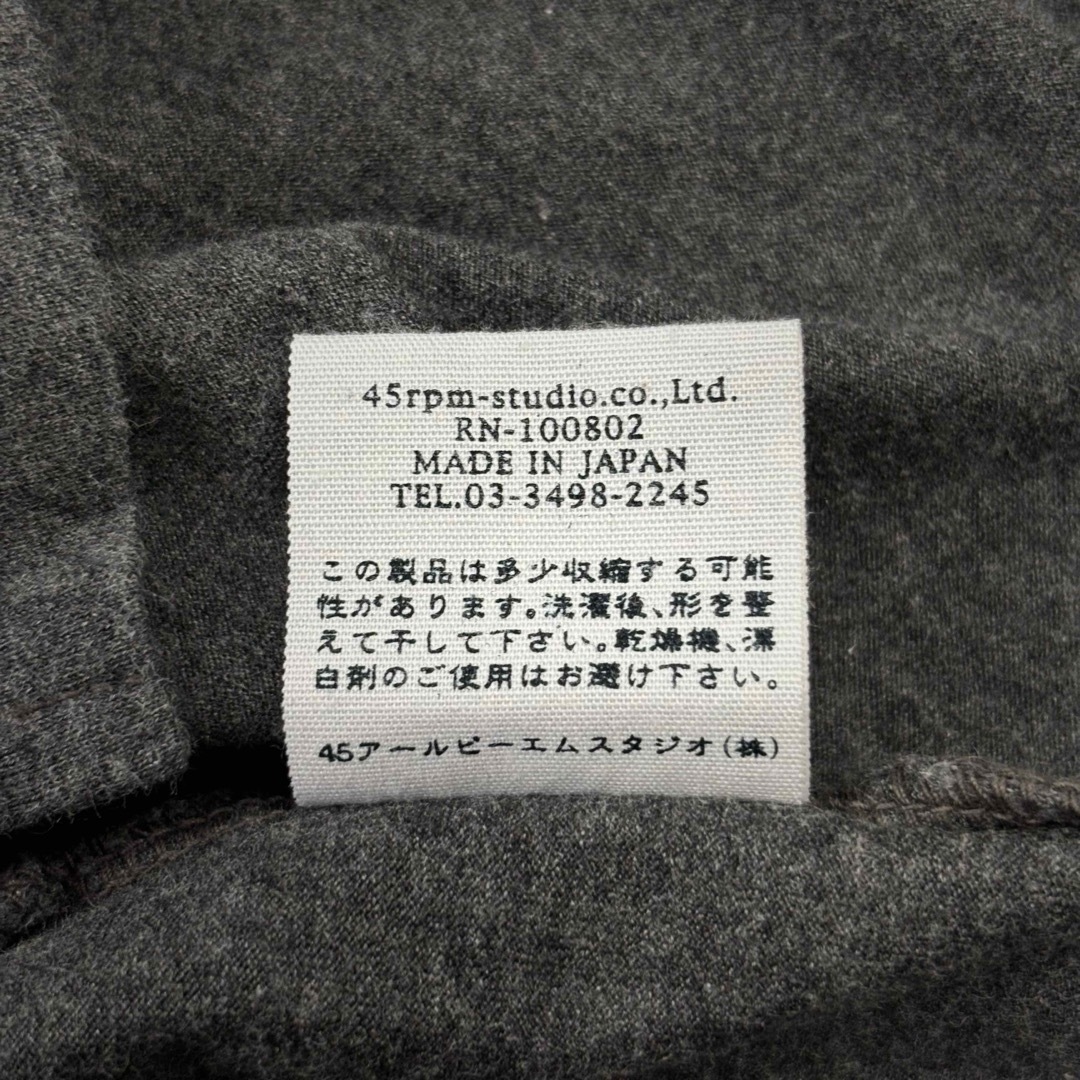 45rpm-studio.co.,Ltd.
RN-100802
MADE IN JAPAN
TEL.03-3498-2245
この製品は多少収縮する可能
性があります。洗濯後、形を整
えて干して下さい。乾燥機、漂
白剤のご使用はお避け下さい。
45アールピーエムスタジオ(株)